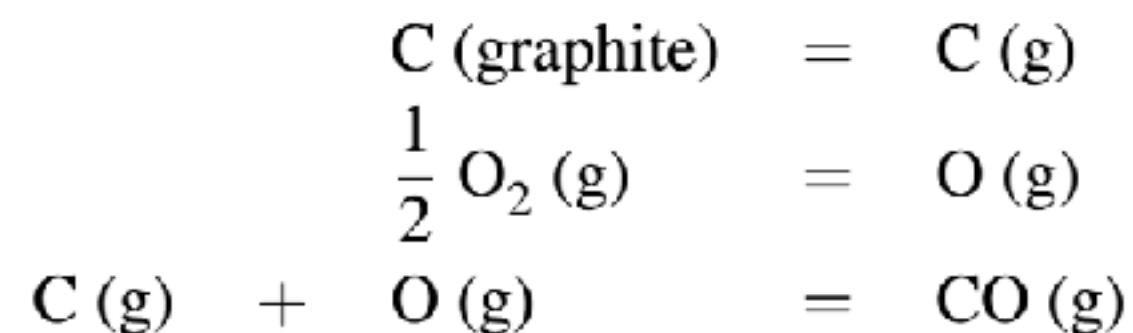 C (graphite) = C (g)
1/2 O₂ (g) = O (g)
C (g) + O (g) = CO (g)